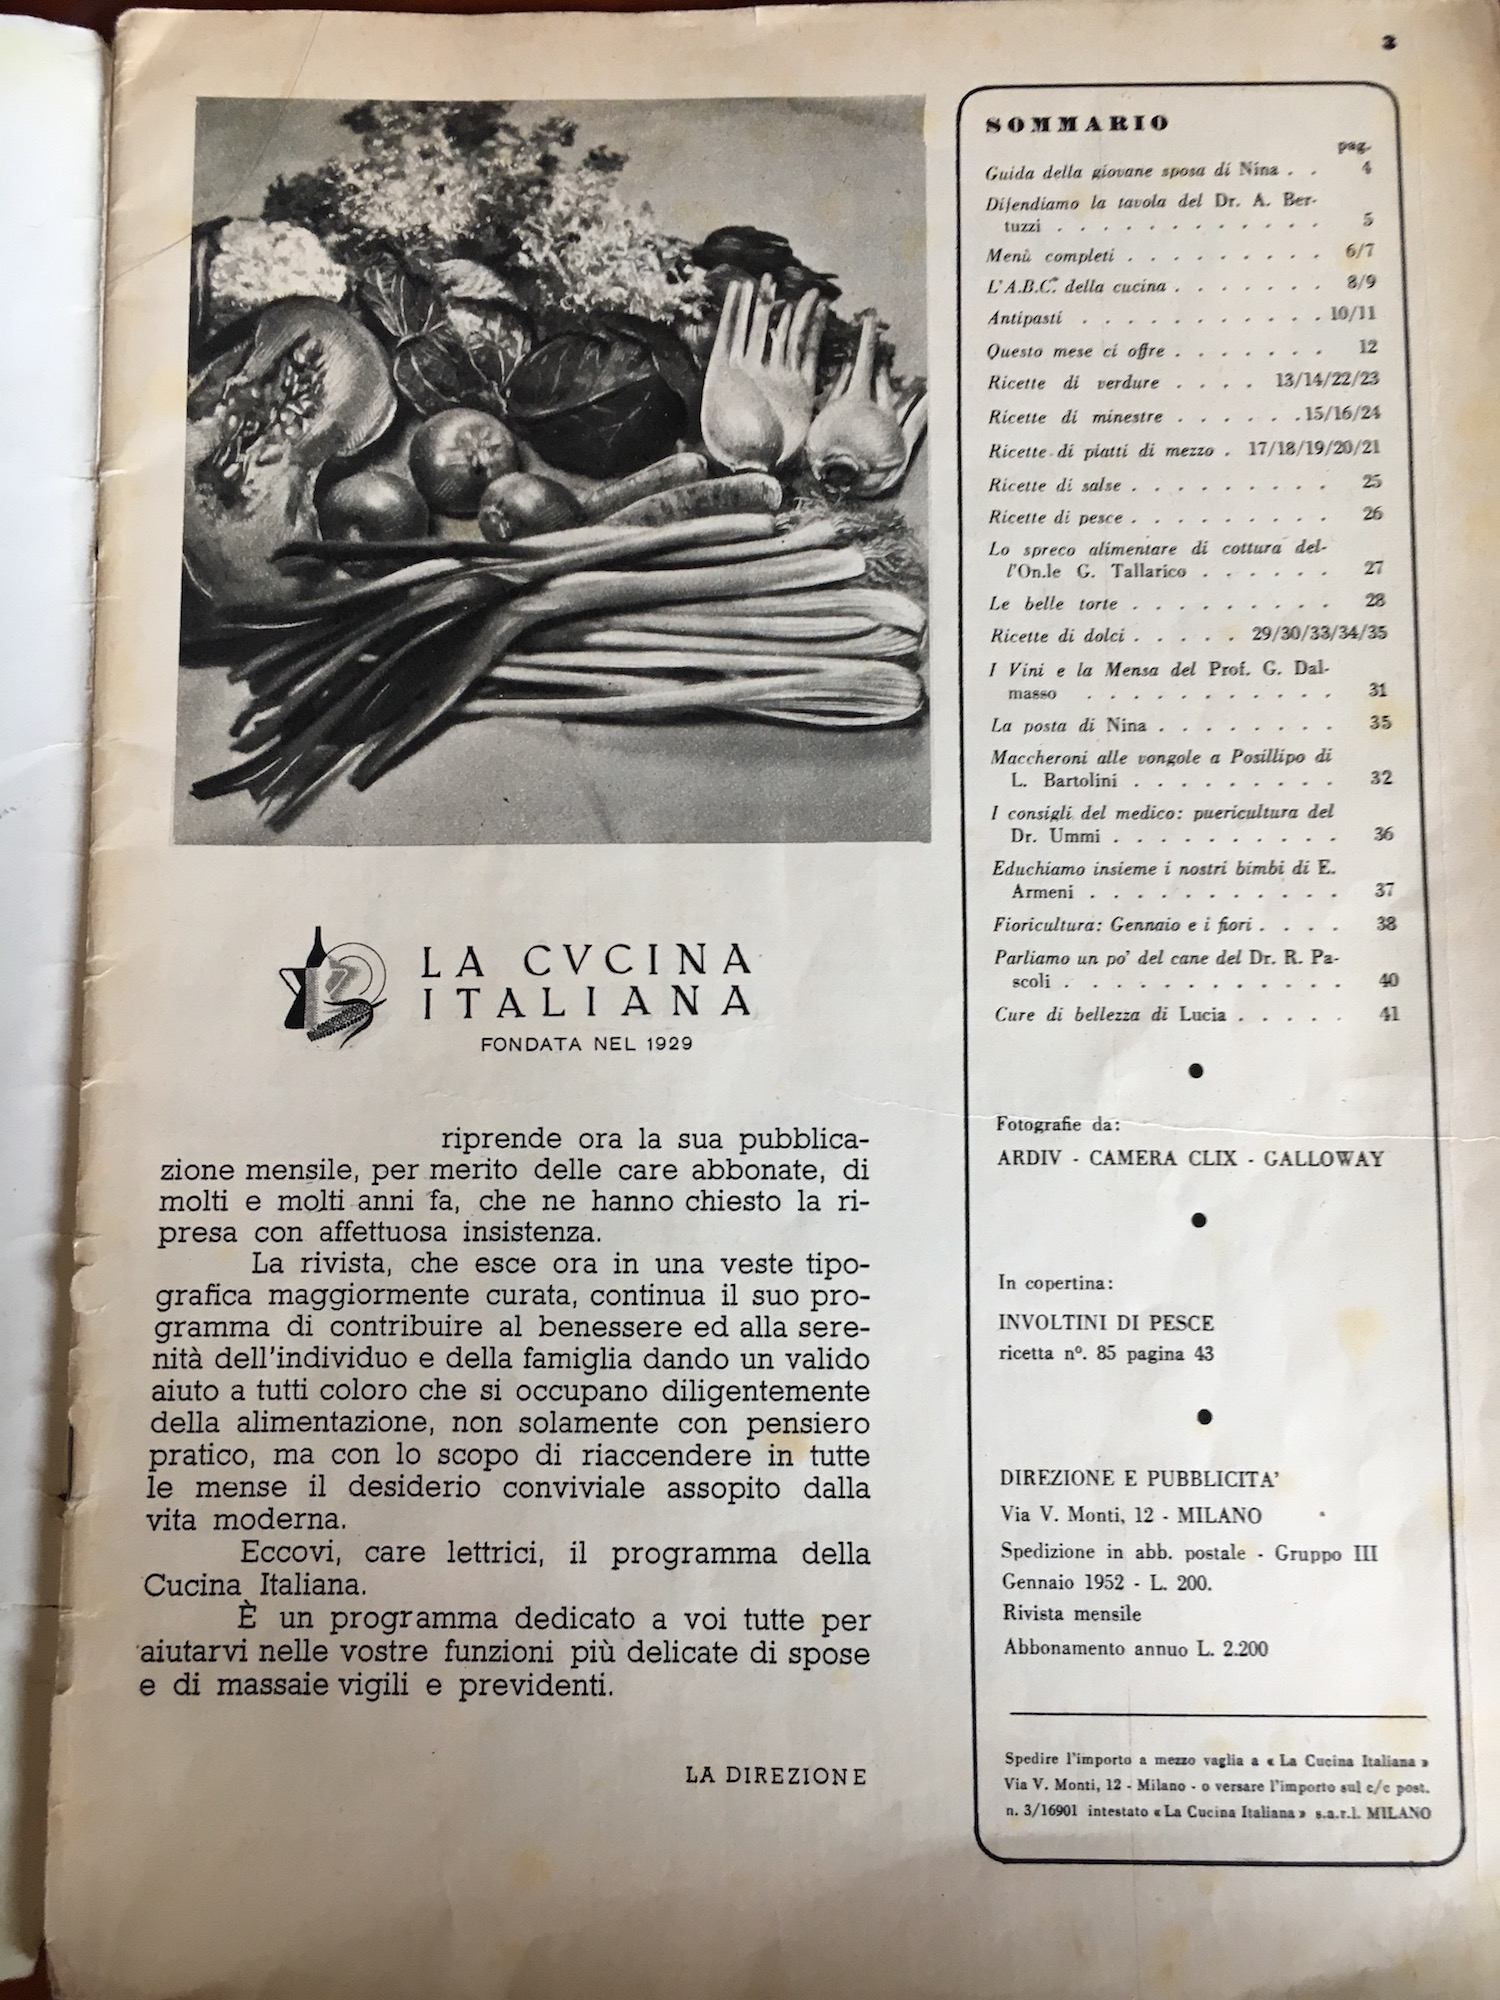 3
LA CVCINA
ITALIANA
FONDATA NEL 1929
riprende ora la sua pubblica-
zione mensile, per merito delle care abbonate, di
molti e molti anni fa, che ne hanno chiesto la ri-
presa con affettuosa insistenza.
La rivista, che esce ora in una veste tipo-
grafica maggiormente curata, continua il suo pro-
gramma di contribuire al benessere ed alla sere-
nità dell'individuo e della famiglia dando un valido
aiuto a tutti coloro che si occupano diligentemente
della alimentazione, non solamente con pensiero
pratico, ma con lo scopo di riaccendere in tutte
le mense il desiderio conviviale assopito dalla
vita moderna.
Eccovi, care lettrici, il programma della
Cucina Italiana.
È un programma dedicato a voi tutte per
aiutarvi nelle vostre funzioni più delicate di spose
e di massaie vigili e previdenti.
LA DIREZIONE
SOMMARIO
pag.
Guida della giovane sposa di Nina . . 4
Difendiamo la tavola del Dr. A. Ber-
tuzzi . . . . . . . . . . . . 5
Menù completi . . . . . . . . . 6/7
L'A.B.C. della cucina . . . . . . . 8/9
Antipasti . . . . . . . . . . . 10/11
Questo mese ci offre . . . . . . . 12
Ricette di verdure . . . . 13/14/22/23
Ricette di minestre . . . . . . 15/16/24
Ricette di piatti di mezzo . 17/18/19/20/21
Ricette di salse . . . . . . . . . 25
Ricette di pesce . . . . . . . . . 26
Lo spreco alimentare di cottura del-
l'On.le G. Tallarico . . . . . . 27
Le belle torte . . . . . . . . . 28
Ricette di dolci . . . . . 29/30/33/34/35
I Vini e la Mensa del Prof. G. Dal-
masso . . . . . . . . . . . 31
La posta di Nina . . . . . . . . 35
Maccheroni alle vongole a Posillipo di
L. Bartolini . . . . . . . . . 32
I consigli del medico: puericultura del
Dr. Ummi . . . . . . . . . . 36
Educhiamo insieme i nostri bimbi di E.
Armeni . . . . . . . . . . . 37
Fioricultura: Gennaio e i fiori . . . . 38
Parliamo un po' del cane del Dr. R. Pa-
scoli . . . . . . . . . . . . 40
Cure di bellezza di Lucia . . . . . 41
Fotografie da:
ARDIV - CAMERA CLIX - GALLOWAY
In copertina:
INVOLTINI DI PESCE
ricetta nº. 85 pagina 43
DIREZIONE E PUBBLICITA'
Via V. Monti, 12 - MILANO
Spedizione in abb. postale - Gruppo III
Gennaio 1952 - L. 200.
Rivista mensile
Abbonamento annuo L. 2.200
Spedire l'importo a mezzo vaglia a « La Cucina Italiana »
Via V. Monti, 12 - Milano - o versare l'importo sul c/c post.
n. 3/16901 intestato « La Cucina Italiana » s.a.r.l. MILANO